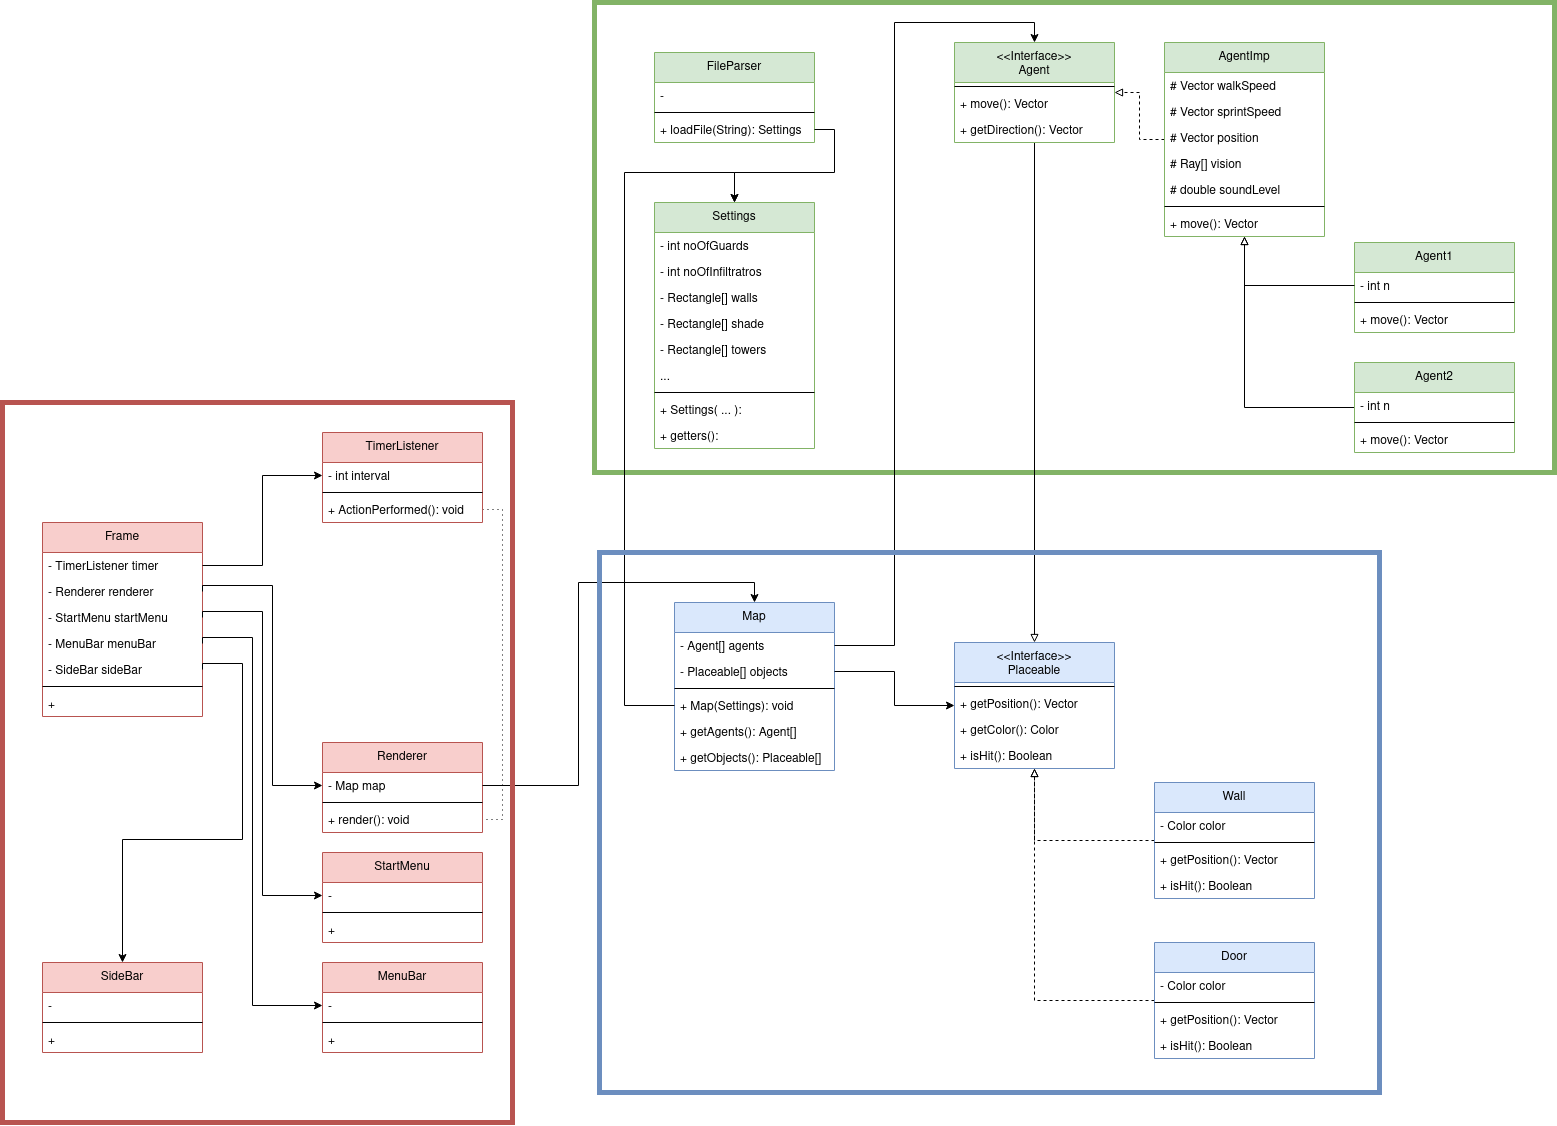 FileParser
-
+ loadFile(String): Settings
Settings
- int noOfGuards
- int noOfInfiltratros
- Rectangle[] walls
- Rectangle[] shade
- Rectangle[] towers
...
+ Settings( ... ):
+ getters():
<<Interface>>
Agent
+ move(): Vector
+ getDirection(): Vector
AgentImp
# Vector walkSpeed
# Vector sprintSpeed
# Vector position
# Ray[] vision
# double soundLevel
+ move(): Vector
Agent1
- int n
+ move(): Vector
Agent2
- int n
+ move(): Vector
TimerListener
- int interval
+ ActionPerformed(): void
Frame
- TimerListener timer
- Renderer renderer
- StartMenu startMenu
- MenuBar menuBar
- SideBar sideBar
+
Renderer
- Map map
+ render(): void
StartMenu
-
+
SideBar
-
+
MenuBar
-
+
Map
- Agent[] agents
- Placeable[] objects
+ Map(Settings): void
+ getAgents(): Agent[]
+ getObjects(): Placeable[]
<<Interface>>
Placeable
+ getPosition(): Vector
+ getColor(): Color
+ isHit(): Boolean
Wall
- Color color
+ getPosition(): Vector
+ isHit(): Boolean
Door
- Color color
+ getPosition(): Vector
+ isHit(): Boolean